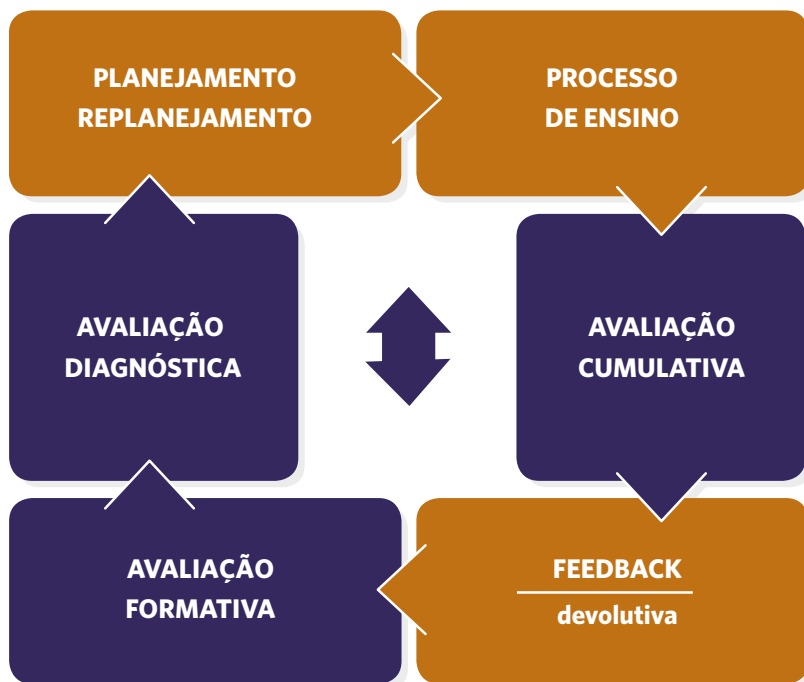 PLANEJAMENTO
REPLANEJAMENTO
PROCESSO
DE ENSINO
AVALIAÇÃO
DIAGNÓSTICA
AVALIAÇÃO
CUMULATIVA
AVALIAÇÃO
FORMATIVA
FEEDBACK
devolutiva